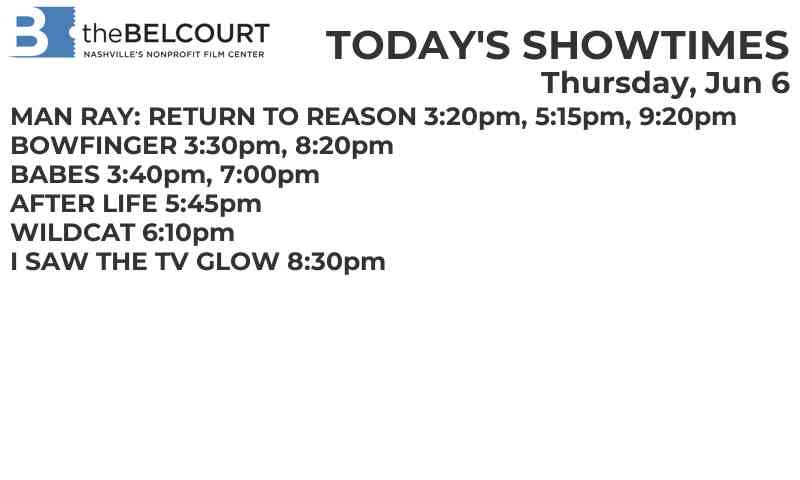 B theBELCOURT
NASHVILLE'S NONPROFIT FILM CENTER
TODAY'S SHOWTIMES
Thursday, Jun 6
MAN RAY: RETURN TO REASON 3:20pm, 5:15pm, 9:20pm
BOWFINGER 3:30pm, 8:20pm
BABES 3:40pm, 7:00pm
AFTER LIFE 5:45pm
WILDCAT 6:10pm
I SAW THE TV GLOW 8:30pm